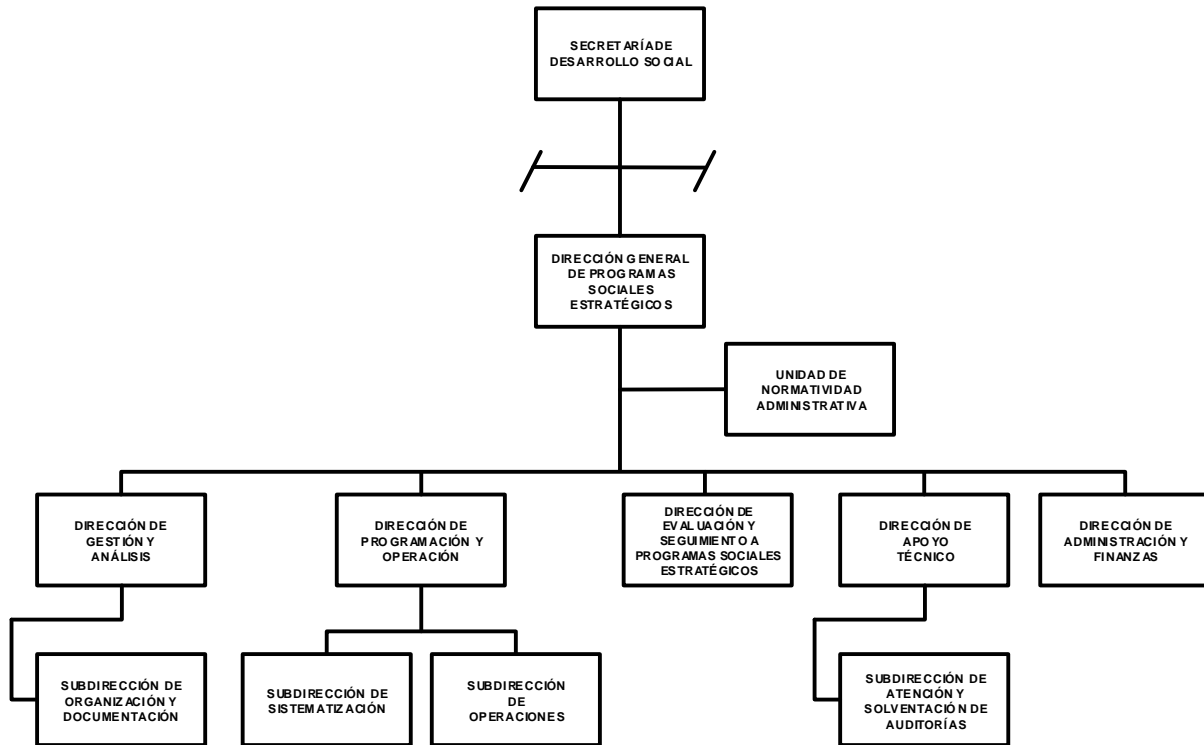 SECRETARÍA DE
DESARROLLO SOCIAL
DIRECCIÓN GENERAL
DE PROGRAMAS
SOCIALES
ESTRATÉGICOS
UNIDAD DE
NORMATIVIDAD
ADMINISTRATIVA
DIRECCIÓN DE
GESTIÓN Y
ANÁLISIS
DIRECCIÓN DE
PROGRAMACIÓN Y
OPERACIÓN
DIRECCIÓN DE
EVALUACIÓN Y
SEGUIMIENTO A
PROGRAMAS SOCIALES
ESTRATÉGICOS
DIRECCIÓN DE
APOYO
TÉCNICO
DIRECCIÓN DE
ADMINISTRACIÓN Y
FINANZAS
SUBDIRECCIÓN DE
ORGANIZACIÓN Y
DOCUMENTACIÓN
SUBDIRECCIÓN DE
SISTEMATIZACIÓN
SUBDIRECCIÓN
DE
OPERACIONES
SUBDIRECCIÓN DE
ATENCIÓN Y
SOLVENTACIÓN DE
AUDITORÍAS